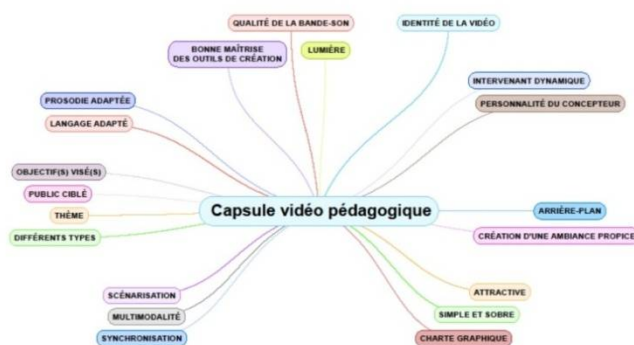 QUALITÉ DE LA BANDE-SON
IDENTITÉ DE LA VIDÉO
BONNE MAÎTRISE
DES OUTILS DE CRÉATION
LUMIÈRE
INTERVENANT DYNAMIQUE
PROSODIE ADAPTÉE
PERSONNALITÉ DU CONCEPTEUR
LANGAGE ADAPTÉ
OBJECTIF(S) VISÉ(S)
PUBLIC CIBLÉ
THÈME
DIFFÉRENTS TYPES
Capsule vidéo pédagogique
ARRIÈRE-PLAN
CRÉATION D'UNE AMBIANCE PROPICE
SCÉNARISATION
MULTIMODALITÉ
SYNCHRONISATION
ATTRACTIVE
SIMPLE ET SOBRE
CHARTE GRAPHIQUE